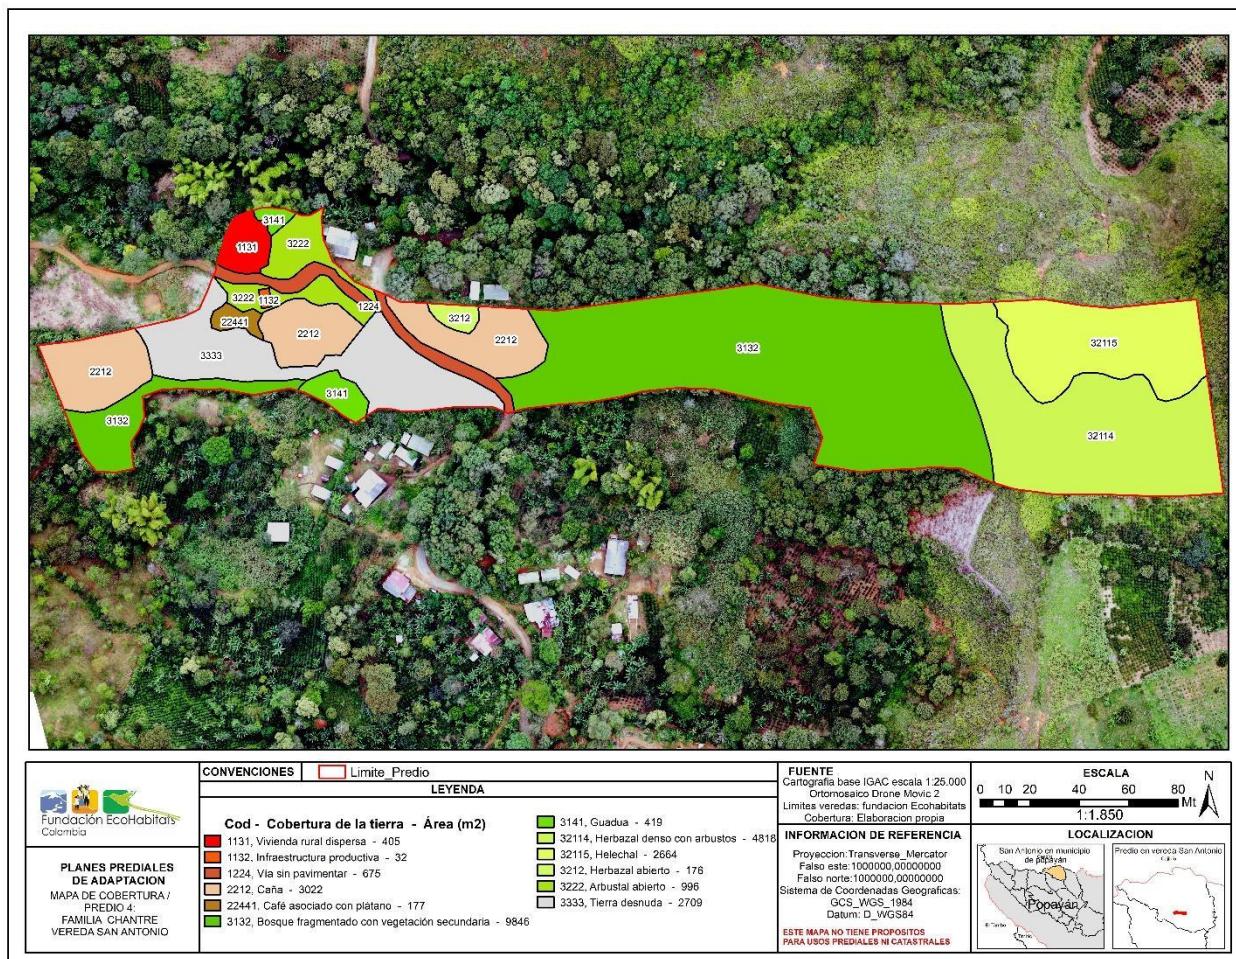 3141
1131
3222
3222
1132
1224
22441
2212
3212
2212
3333
3132
32115
2212
3141
3132
32114
Fundación EcoHabitats
Colombia
PLANES PREDIALES
DE ADAPTACION
MAPA DE COBERTURA /
PREDIO 4:
FAMILIA CHANTRE
VEREDA SAN ANTONIO
CONVENCIONES
Limite_Predio
LEYENDA
Cod - Cobertura de la tierra - Área (m2)
1131, Vivienda rural dispersa - 405
1132, Infraestructura productiva - 32
1224, Vía sin pavimentar - 675
2212, Caña - 3022
22441, Café asociado con plátano - 177
3132, Bosque fragmentado con vegetación secundaria - 9846
3141, Guadua - 419
32114, Herbazal denso con arbustos - 4818
32115, Helechal - 2664
3212, Herbazal abierto - 176
3222, Arbustal abierto - 996
3333, Tierra desnuda - 2709
FUENTE
Cartografía base IGAC escala 1:25.000
Ortomosaico Drone Movic 2
Limites veredas: fundacion Ecohabitats
Cobertura: Elaboracion propia
INFORMACION DE REFERENCIA
Proyeccion:Transverse_Mercator
Falso este:1000000,00000000
Falso norte:1000000,00000000
Sistema de Coordenadas Geograficas:
GCS_WGS_1984
Datum: D_WGS84
ESTE MAPA NO TIENE PROPOSITOS
PARA USOS PREDIALES NI CATASTRALES
ESCALA
N
0 10 20 40 60 80
Mt
1:1.850
LOCALIZACION
San Antonio en municipio
de popayán
Popayán
El Tambo
Predio en vereda San Antonio